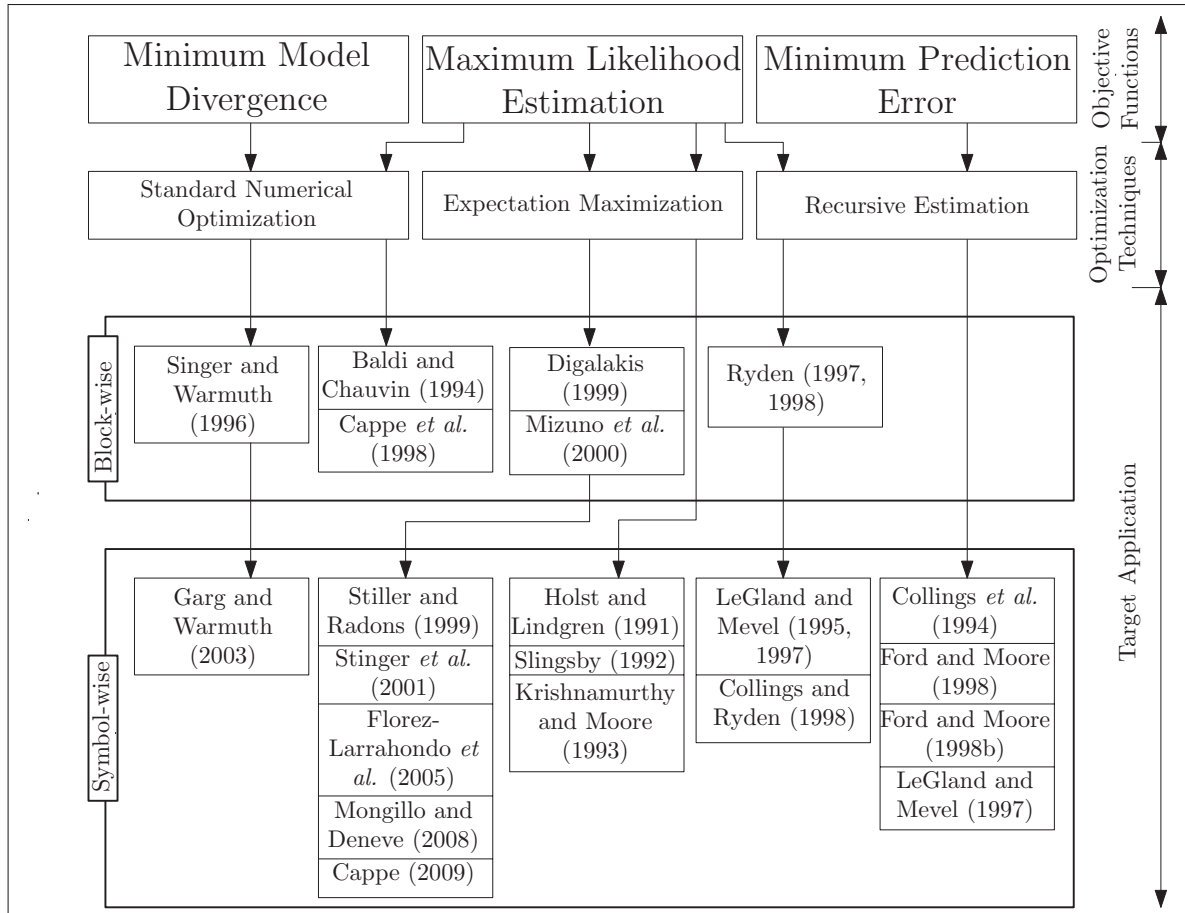 Minimum Model
Divergence
Maximum Likelihood
Estimation
Minimum Prediction
Error
Objective
Functions
Standard Numerical
Optimization
Expectation Maximization
Recursive Estimation
Optimization
Techniques
Block-wise
Singer and
Warmuth
(1996)
Baldi and
Chauvin (1994)
Cappe et al.
(1998)
Digalakis
(1999)
Mizuno et al.
(2000)
Ryden (1997,
1998)
Target Application
Symbol-wise
Garg and
Warmuth
(2003)
Stiller and
Radons (1999)
Stinger et al.
(2001)
Florez-
Larrahondo et
al. (2005)
Mongillo and
Deneve (2008)
Cappe (2009)
Holst and
Lindgren (1991)
Slingsby (1992)
Krishnamurthy
and Moore
(1993)
LeGland and
Mevel (1995,
1997)
Collings and
Ryden (1998)
Collings et al.
(1994)
Ford and Moore
(1998)
Ford and Moore
(1998b)
LeGland and
Mevel (1997)